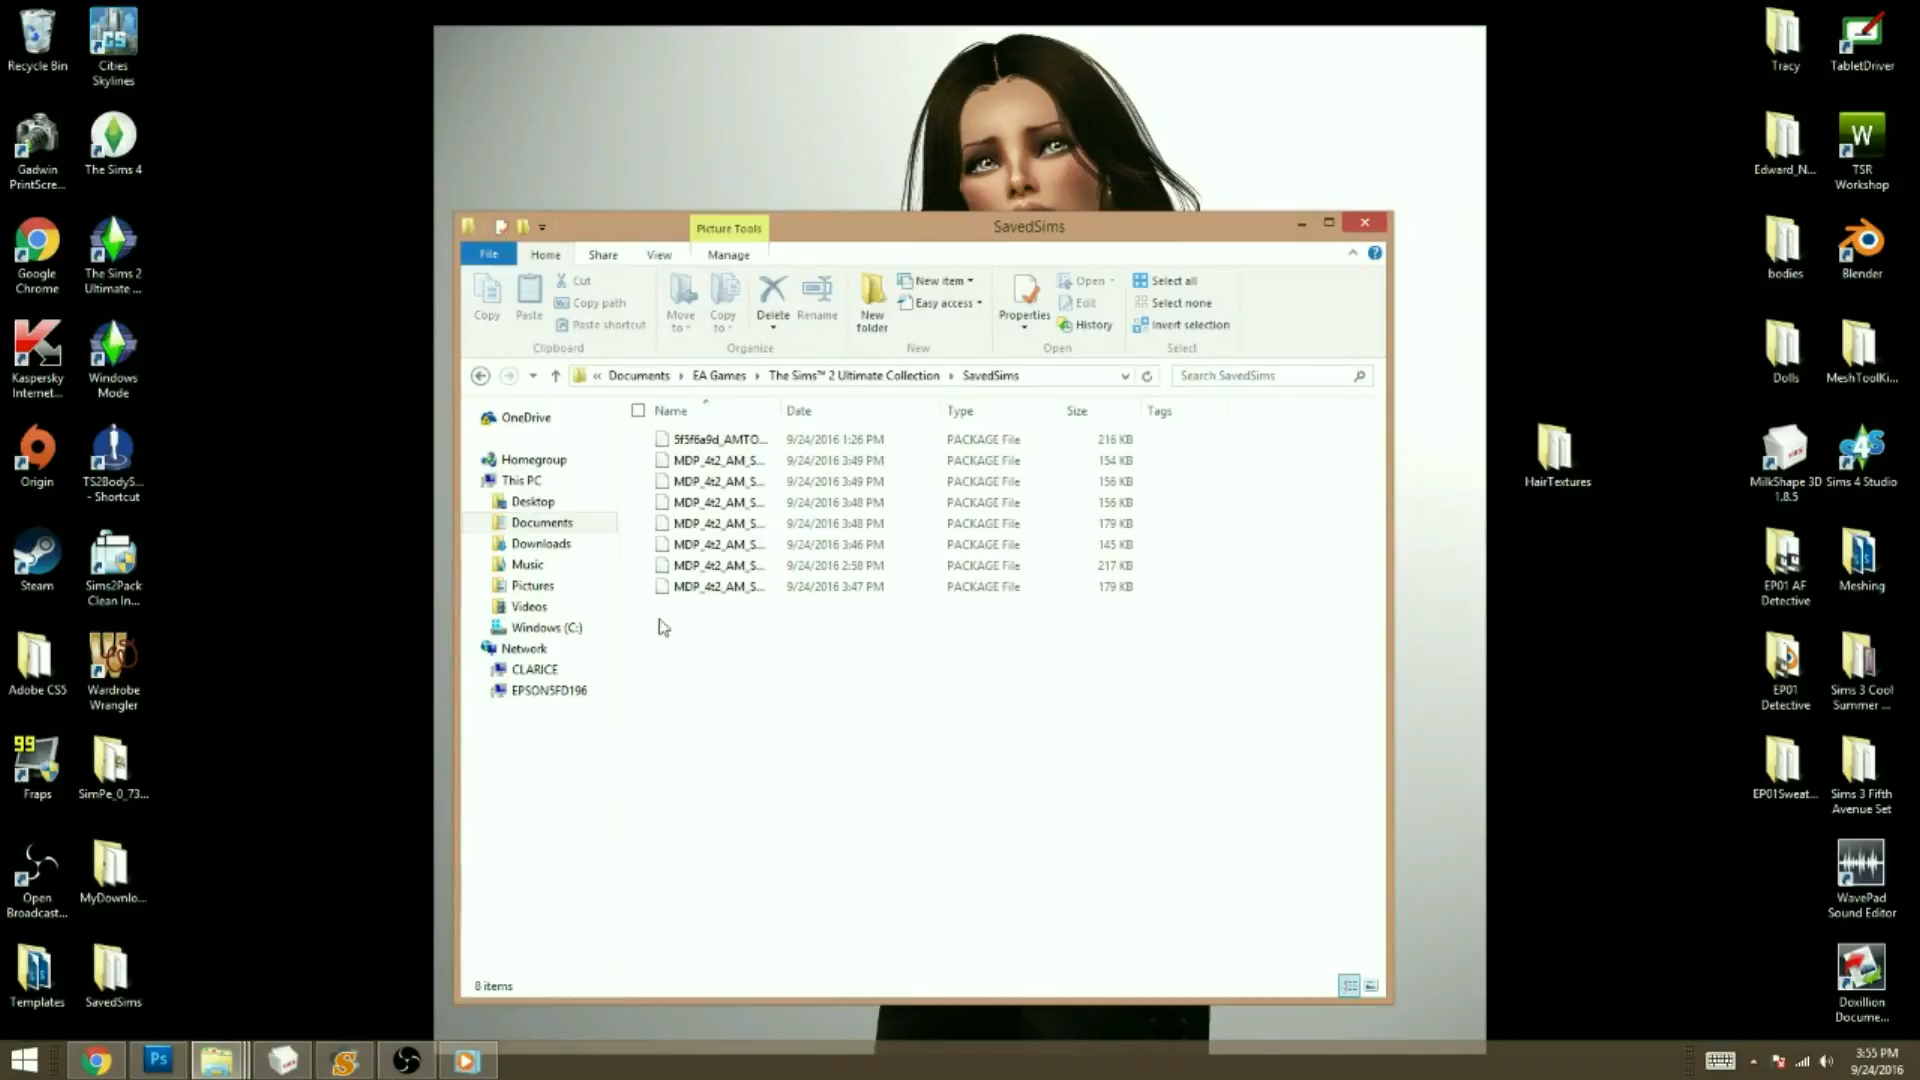 Recycle Bin
Cities
Skylines
Gadwin
PrintScre...
The Sims 4
Google
Chrome
The Sims 2
Ultimate ...
Kaspersky
Internet...
Windows
Mode
Origin
TS2BodyS...
- Shortcut
Steam
Sims2Pack
Clean In...
Adobe CS5
Wardrobe
Wrangler
99
Fraps
SimPe_0_73...
Open
Broadcast...
MyDownlo...
Templates
SavedSims
Picture Tools
SavedSims
File
Home
Share
View
Manage
Copy
Paste
Cut
Copy path
Paste shortcut
Clipboard
Move
to
Copy
to
Delete
Rename
Organize
New
folder
New item
Easy access
New
Properties
Open
Edit
History
Open
Select all
Select none
Invert selection
Select
« Documents EA Games The Sims™ 2 Ultimate Collection SavedSims
Search SavedSims
OneDrive
Homegroup
This PC
Desktop
Documents
Downloads
Music
Pictures
Videos
Windows (C:)
Network
CLARICE
EPSON5FD196
Name Date Type Size Tags
5f5f6a9d_AMTO... 9/24/2016 1:26 PM PACKAGE File 216 KB
MDP_4t2_AM_S... 9/24/2016 3:49 PM PACKAGE File 154 KB
MDP_4t2_AM_S... 9/24/2016 3:49 PM PACKAGE File 156 KB
MDP_4t2_AM_S... 9/24/2016 3:48 PM PACKAGE File 156 KB
MDP_4t2_AM_S... 9/24/2016 3:48 PM PACKAGE File 179 KB
MDP_4t2_AM_S... 9/24/2016 3:46 PM PACKAGE File 145 KB
MDP_4t2_AM_S... 9/24/2016 2:58 PM PACKAGE File 217 KB
MDP_4t2_AM_S... 9/24/2016 3:47 PM PACKAGE File 179 KB
8 items
HairTextures
Tracy
TabletDriver
Edward_N...
W
TSR
Workshop
bodies
Blender
Dolls
MeshToolKi...
MilkShape 3D
1.8.5
Sims 4 Studio
EP01 AF
Detective
Meshing
EP01
Detective
Sims 3 Cool
Summer ...
EP01Sweat...
Sims 3 Fifth
Avenue Set
WavePad
Sound Editor
Doxillion
Docume...
Ps
3:55 PM
9/24/2016